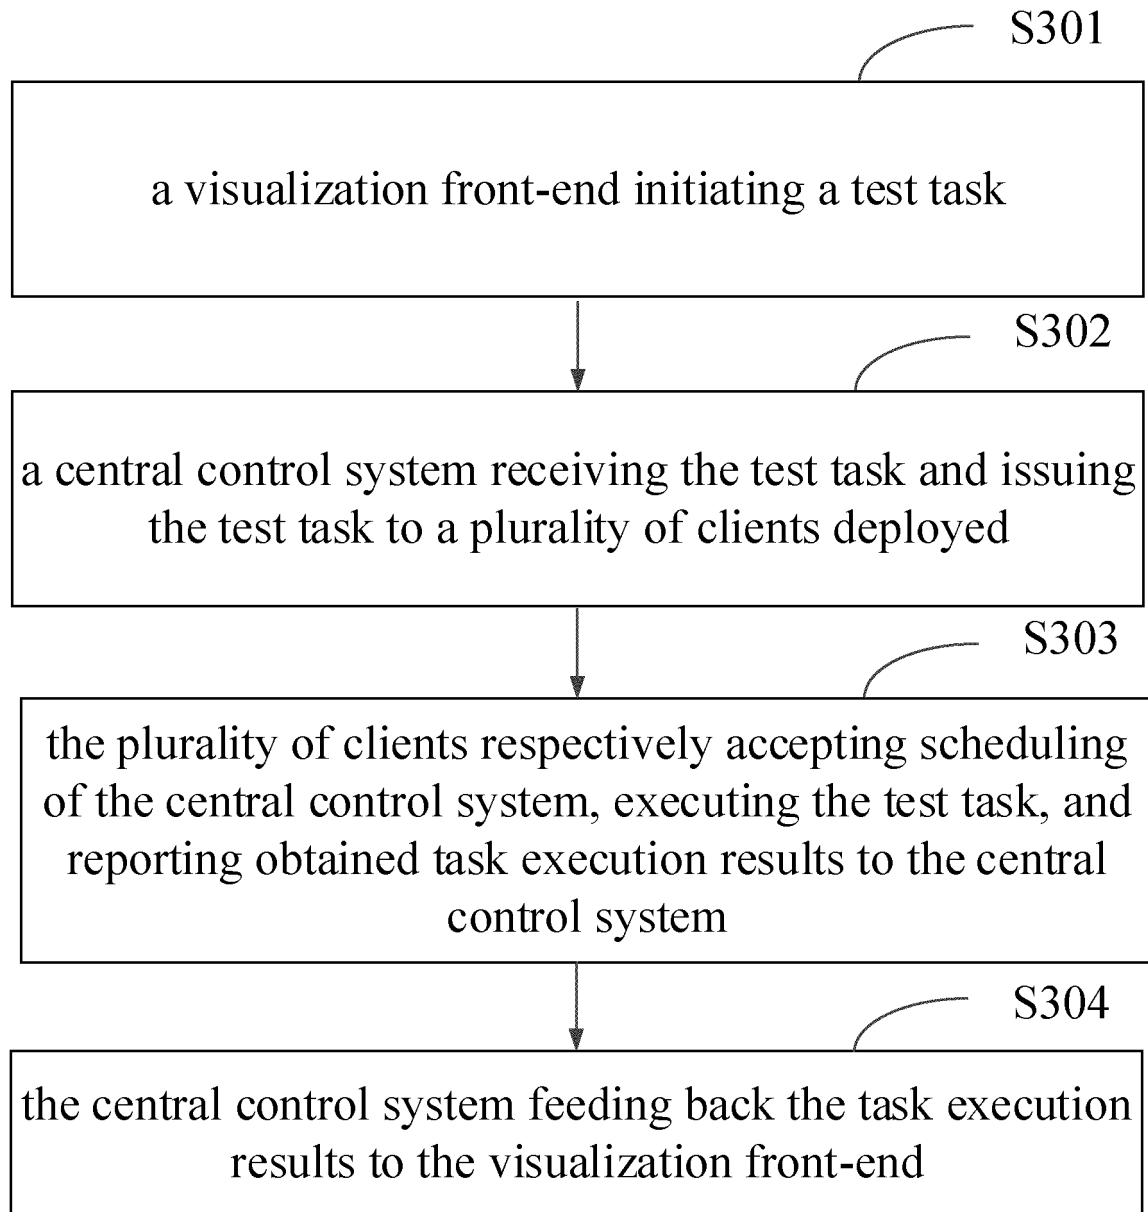 S301
a visualization front-end initiating a test task
S302
a central control system receiving the test task and issuing
the test task to a plurality of clients deployed
S303
the plurality of clients respectively accepting scheduling
of the central control system, executing the test task, and
reporting obtained task execution results to the central
control system
S304
the central control system feeding back the task execution
results to the visualization front-end